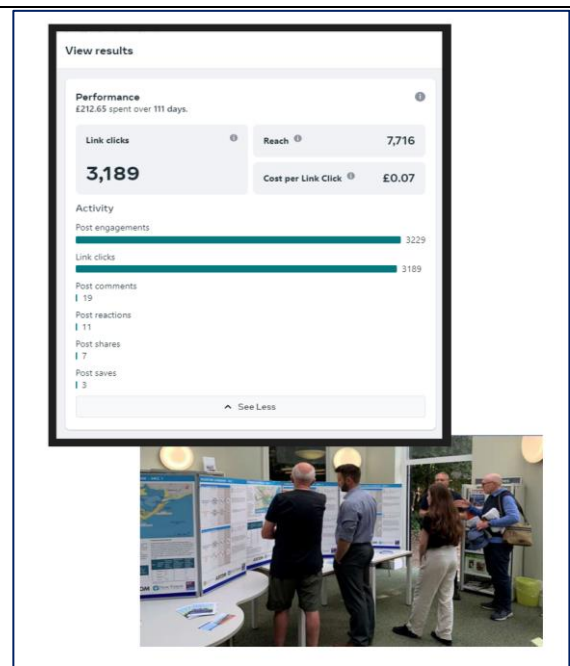 View results
Performance
£212.65 spent over 111 days.
Link clicks
3,189
Reach
7,716
Cost per Link Click
£0.07
Activity
Post engagements
3229
Link clicks
3189
Post comments
19
Post reactions
11
Post shares
7
Post saves
3
See Less